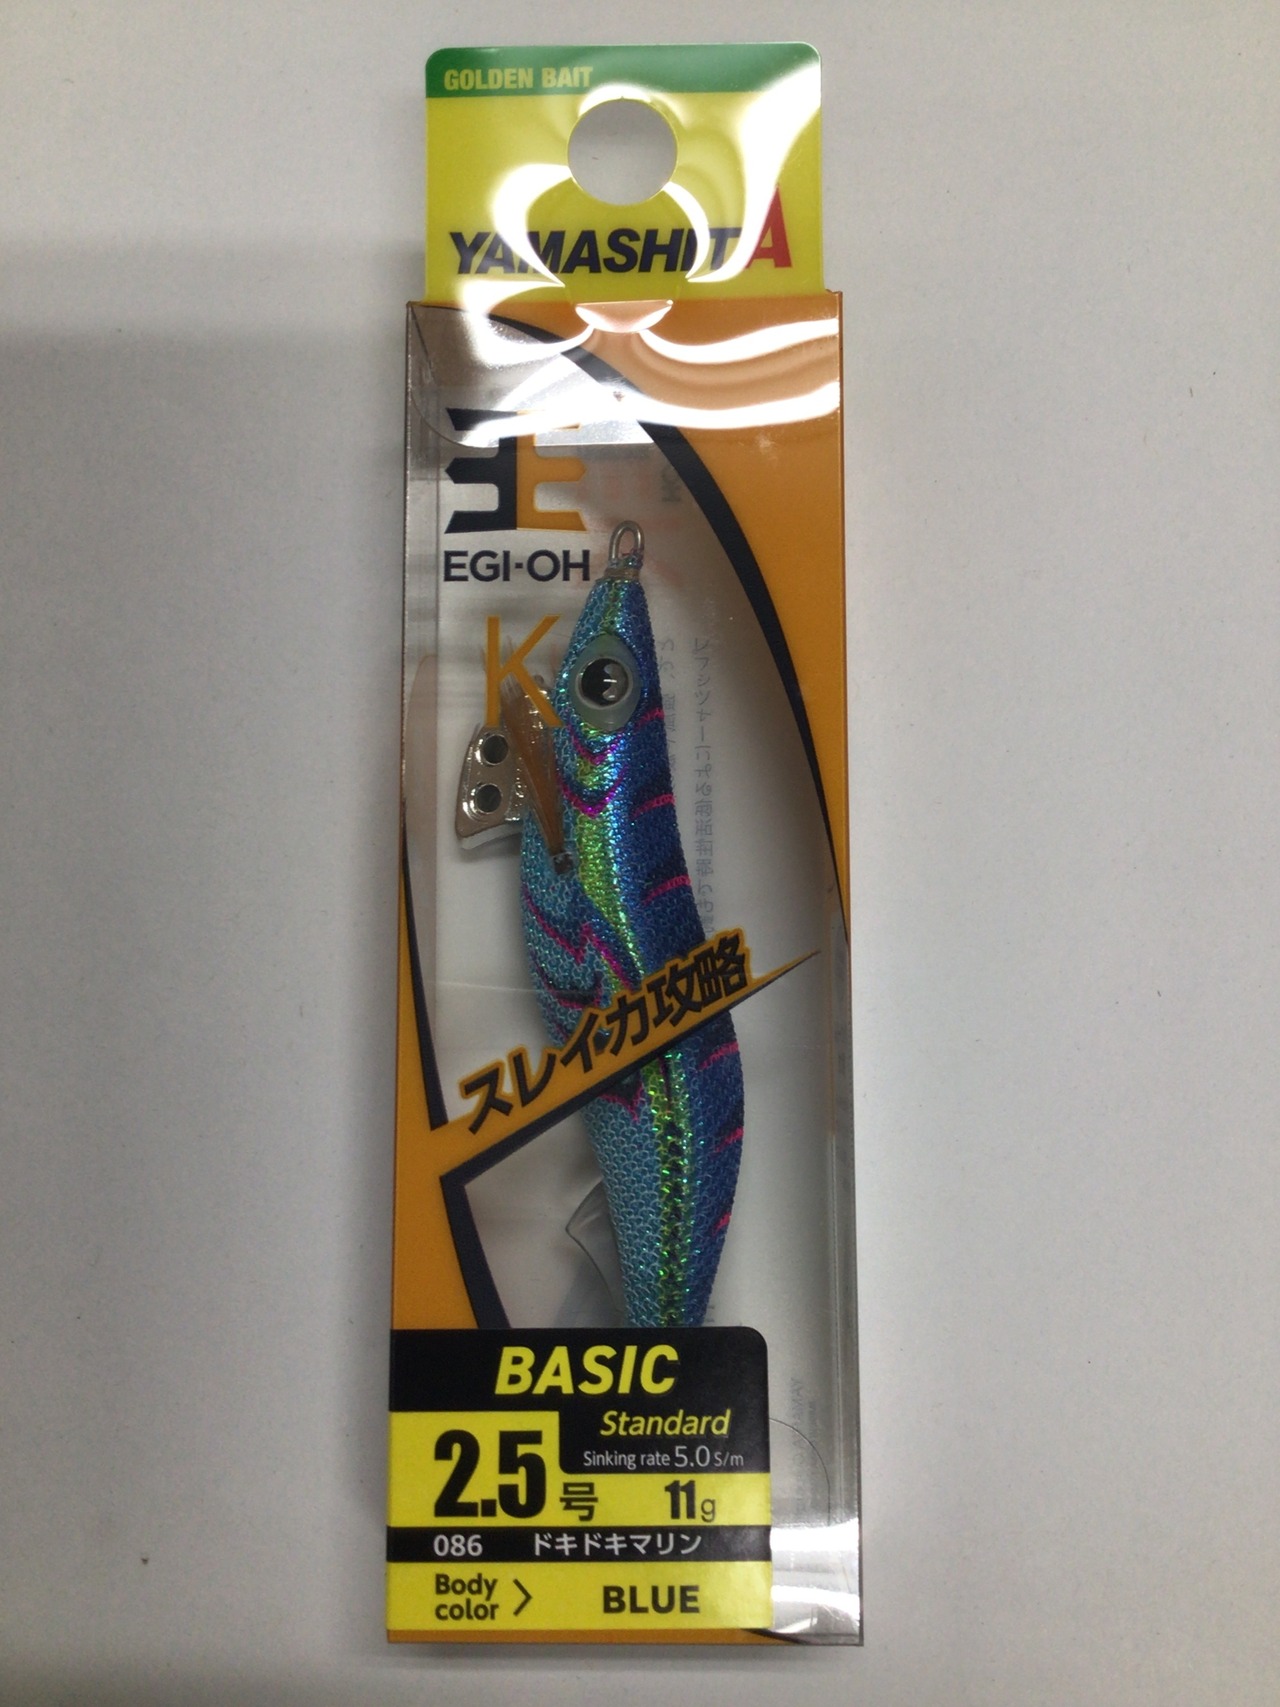 GOLDEN BAIT
YAMASHITA
王
EGI-OH
K
スレイカ攻略
BASIC
Standard
Sinking rate 5.0 S/m
2.5号 11g
086 ドキドキマリン
Body color > BLUE